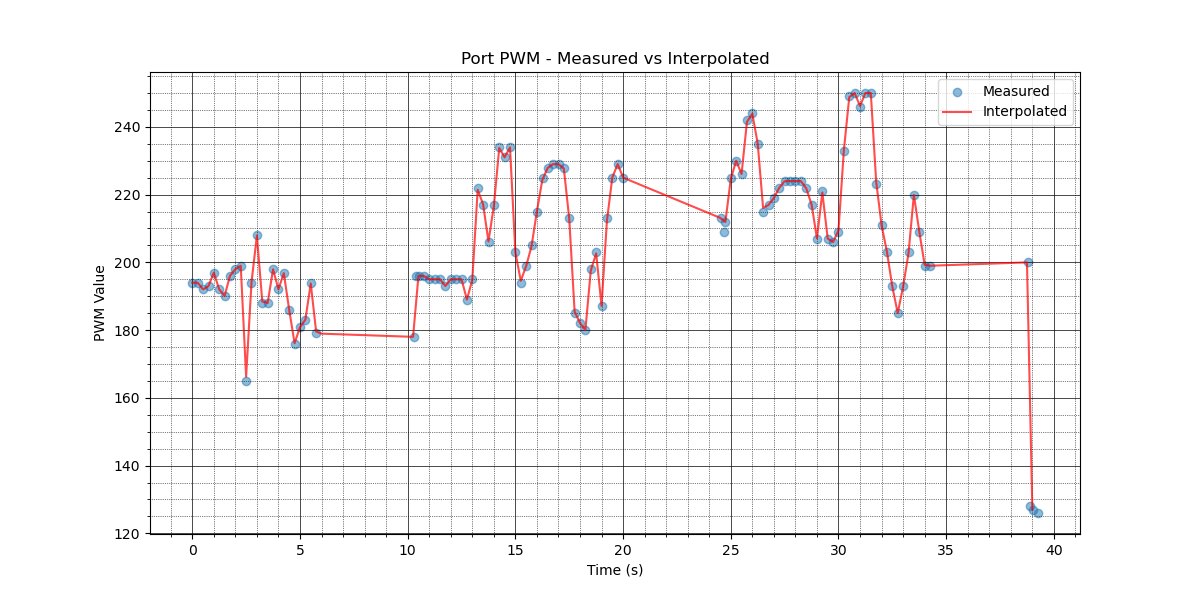 Port PWM - Measured vs Interpolated
Measured
Interpolated
PWM Value
240
220
200
180
160
140
120
0 5 10 15 20 25 30 35 40
Time (s)